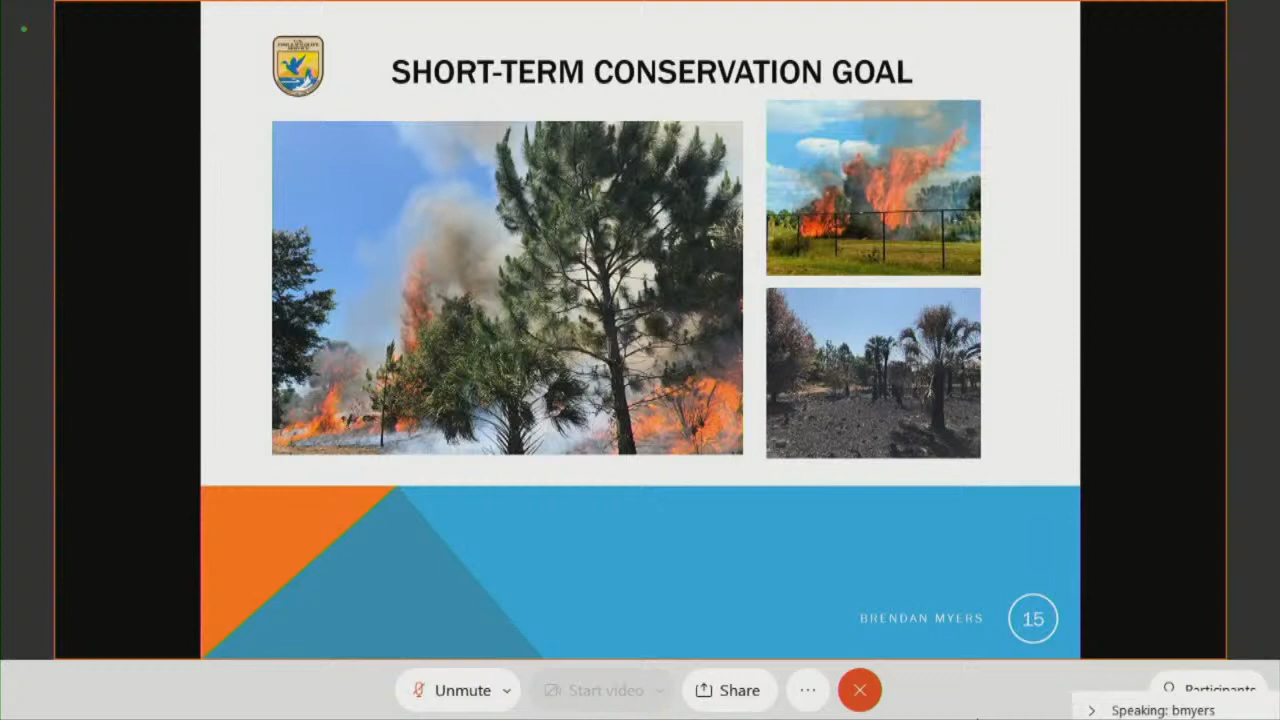 SHORT-TERM CONSERVATION GOAL
BRENDAN MYERS
15
Unmute
Start video
Share
Participants
Speaking: bmyers